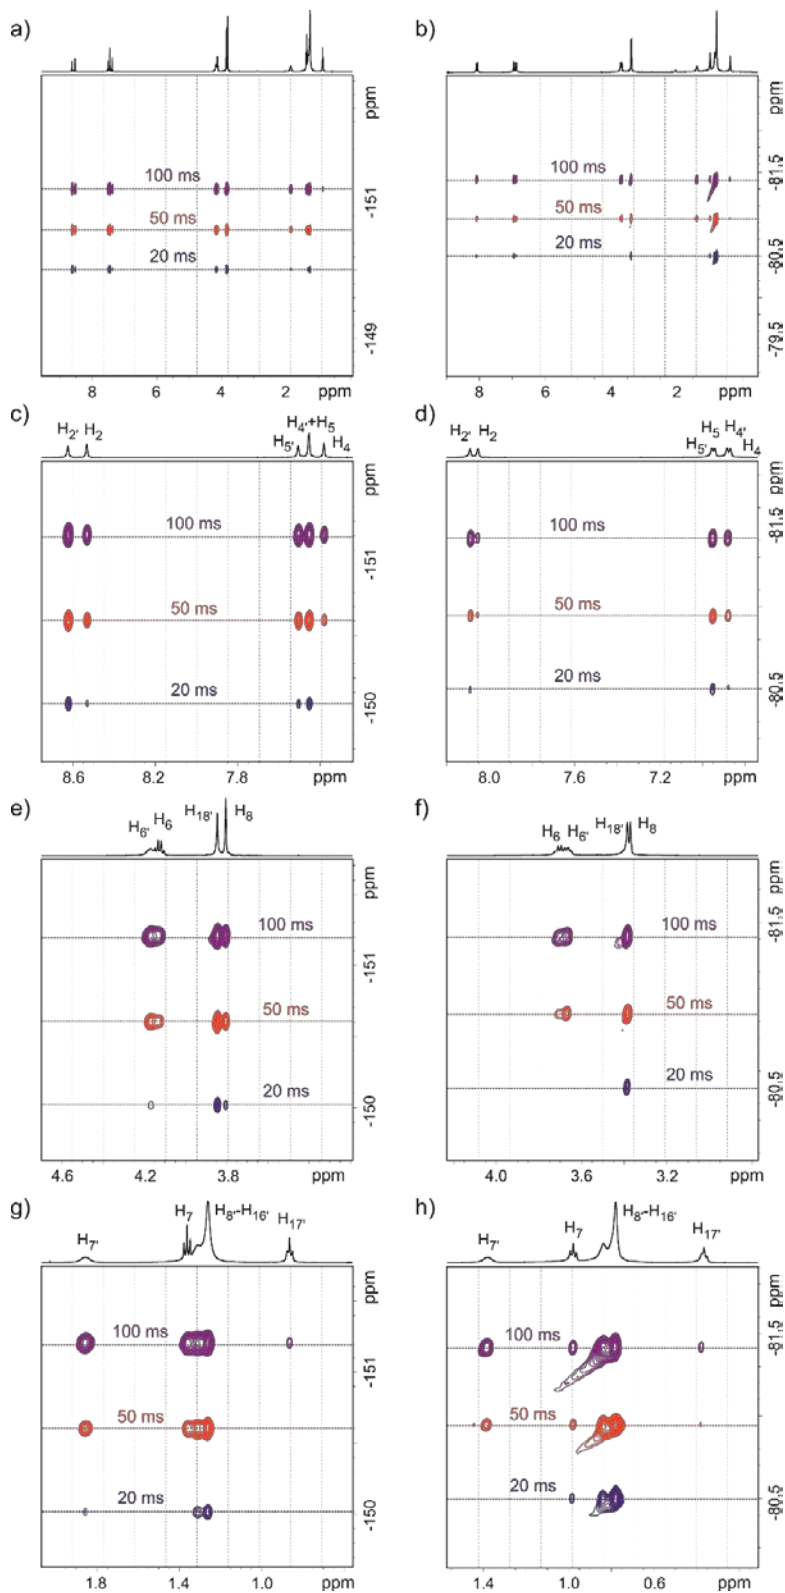 a)
ppm
100 ms
-151
50 ms
20 ms
-149
8 6 4 2 ppm
b)
ppm
100 ms
-81.5
50 ms
20 ms
-80.5
-79.5
8 6 4 2 ppm
c)
H2' H2
H4'+H5
H5' H4
ppm
100 ms
-151
50 ms
20 ms
-150
8.6 8.2 7.8 ppm
d)
H2' H2
H5 H4'
H5' H4
ppm
100 ms
-81.5
50 ms
20 ms
-80.5
8.0 7.6 7.2 ppm
e)
H6' H6
H18' H8
ppm
100 ms
-151
50 ms
20 ms
-150
4.6 4.2 3.8 ppm
f)
H6 H6'
H18' H8
ppm
100 ms
-81.5
50 ms
20 ms
-80.5
4.0 3.6 3.2 ppm
g)
H7' H7 H8'-H16' H17'
ppm
100 ms
-151
50 ms
20 ms
-150
1.8 1.4 1.0 ppm
h)
H7' H7 H8'-H16' H17'
ppm
100 ms
-81.5
50 ms
20 ms
-80.5
1.4 1.0 0.6 ppm